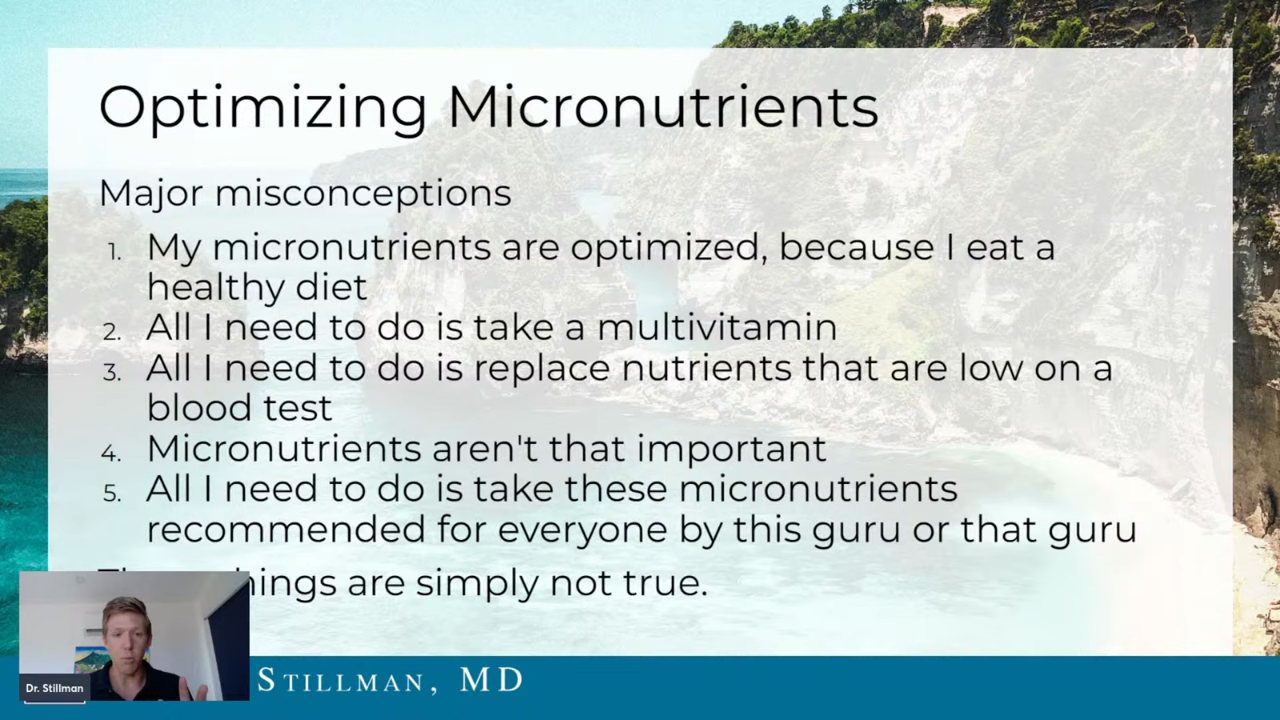 Optimizing Micronutrients
Major misconceptions
1. My micronutrients are optimized, because I eat a
healthy diet
2. All I need to do is take a multivitamin
3. All I need to do is replace nutrients that are low on a
blood test
4. Micronutrients aren't that important
5. All I need to do is take these micronutrients
recommended for everyone by this guru or that guru
are simply not true.
Dr. Stillman
STILLMAN, MD